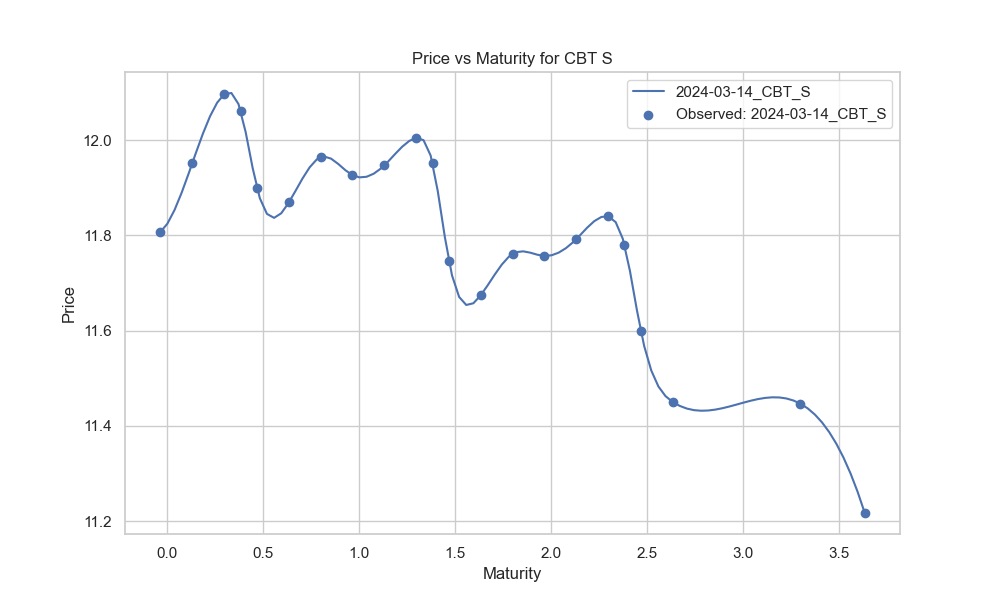 Price vs Maturity for CBT S
2024-03-14_CBT_S
Observed: 2024-03-14_CBT_S
Price
12.0
11.8
11.6
11.4
11.2
0.0 0.5 1.0 1.5 2.0 2.5 3.0 3.5
Maturity